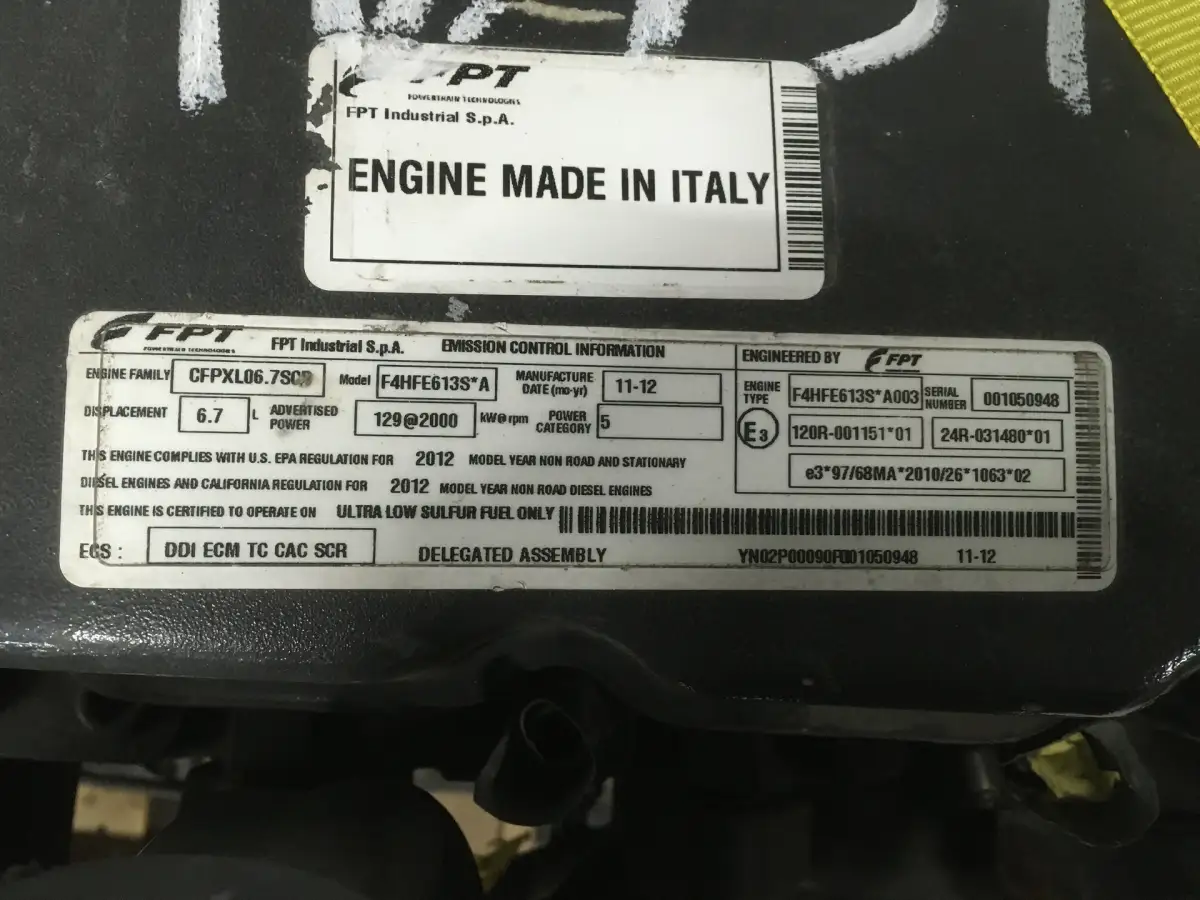 FPT
POWERTRAIN TECHNOLOGIES
FPT Industrial S.p.A.
ENGINE MADE IN ITALY
FPT
POWERTRAIN TECHNOLOGIES
FPT Industrial S.p.A. EMISSION CONTROL INFORMATION
ENGINEERED BY FPT
ENGINE FAMILY CFPXL06.7SCB Model F4HFE613S*A MANUFACTURE DATE (mo-yr) 11-12
ENGINE TYPE F4HFE613S*A003 SERIAL NUMBER 001050948
DISPLACEMENT 6.7 L ADVERTISED POWER 129@2000 kW@rpm POWER CATEGORY 5
E3 120R-001151*01 24R-031480*01
e3*97/68MA*2010/26*1063*02
THIS ENGINE COMPLIES WITH U.S. EPA REGULATION FOR 2012 MODEL YEAR NON ROAD AND STATIONARY
DIESEL ENGINES AND CALIFORNIA REGULATION FOR 2012 MODEL YEAR NON ROAD DIESEL ENGINES
THIS ENGINE IS CERTIFIED TO OPERATE ON ULTRA LOW SULFUR FUEL ONLY
ECS : DDI ECM TC CAC SCR DELEGATED ASSEMBLY YN02P00090F001050948 11-12